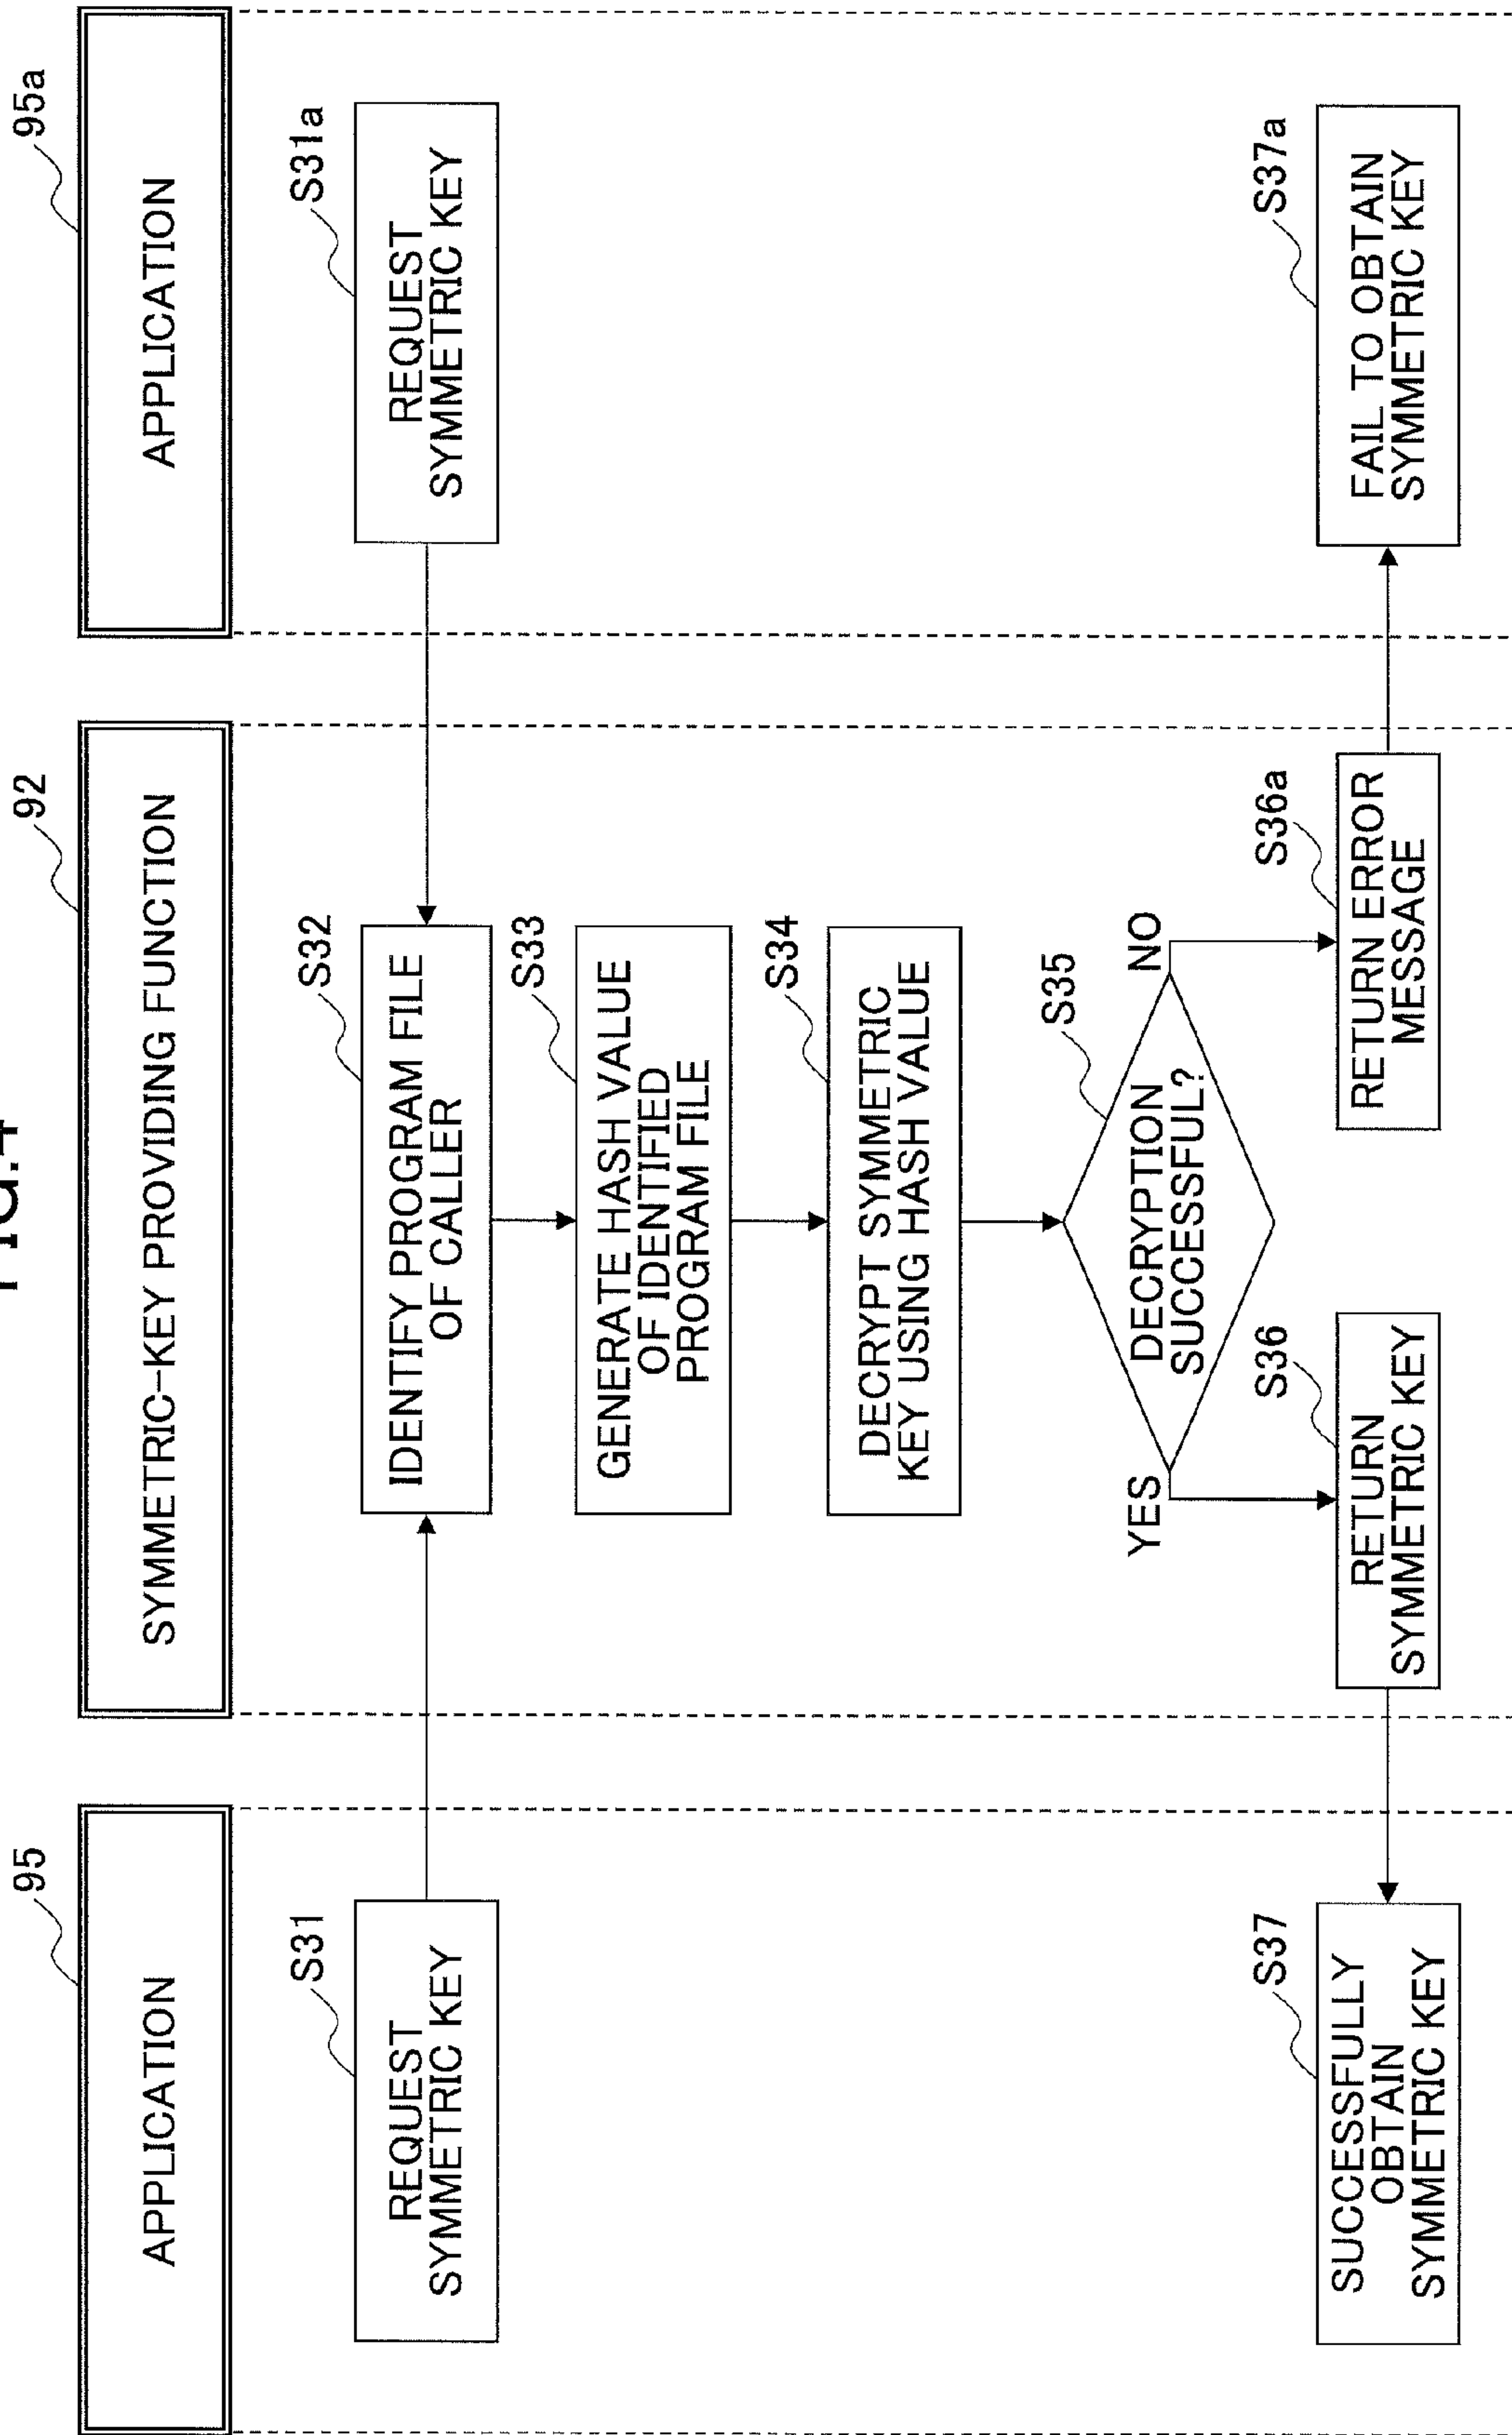 FIG.4
95
92
95a
APPLICATION
SYMMETRIC-KEY PROVIDING FUNCTION
APPLICATION
S31
REQUEST
SYMMETRIC KEY
S32
IDENTIFY PROGRAM FILE
OF CALLER
S31a
REQUEST
SYMMETRIC KEY
S33
GENERATE HASH VALUE
OF IDENTIFIED
PROGRAM FILE
S34
DECRYPT SYMMETRIC
KEY USING HASH VALUE
S35
DECRYPTION
SUCCESSFUL?
YES
NO
S37
SUCCESSFULLY
OBTAIN
SYMMETRIC KEY
S36
RETURN
SYMMETRIC KEY
S36a
RETURN ERROR
MESSAGE
S37a
FAIL TO OBTAIN
SYMMETRIC KEY